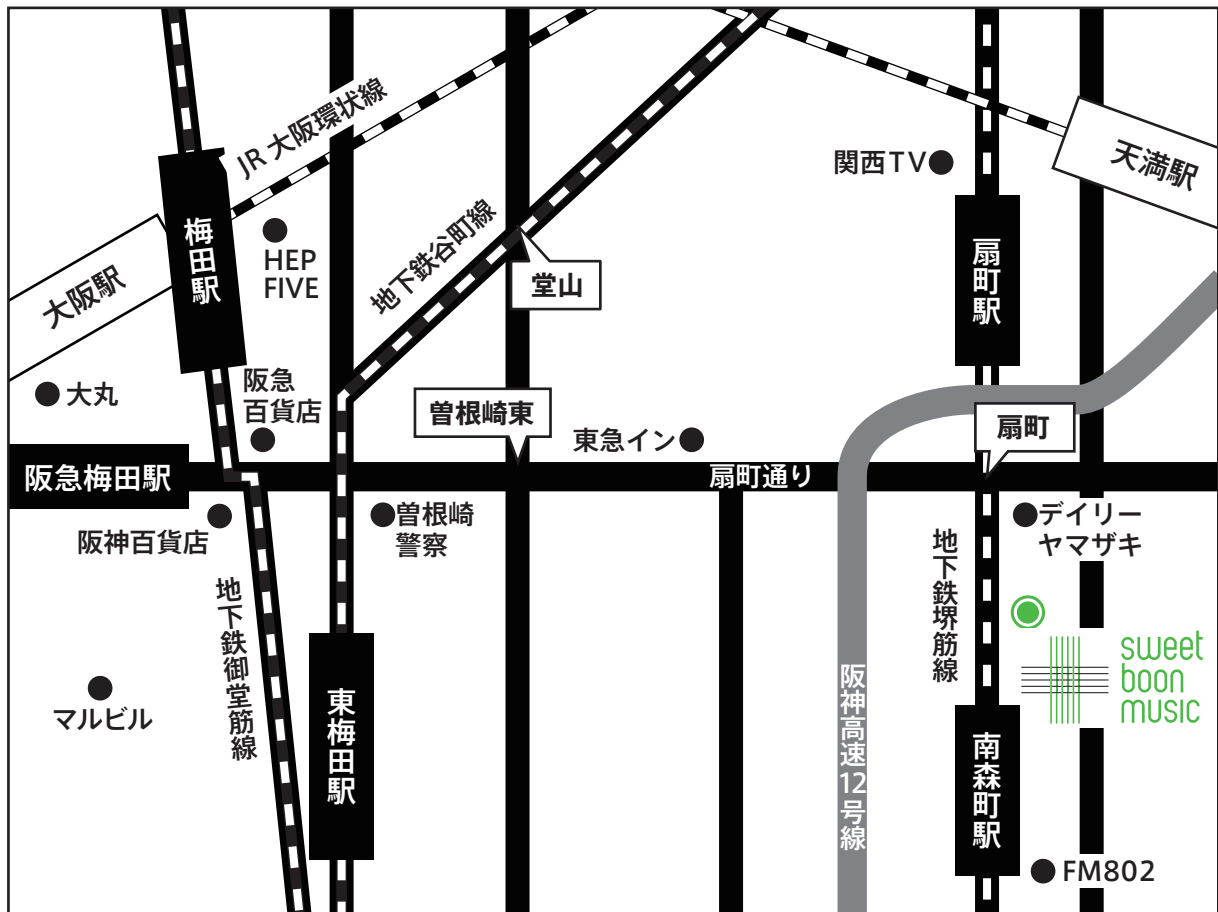 JR 大阪環状線
関西TV
天満駅
梅田駅
HEP
FIVE
地下鉄谷町線
扇町駅
大阪駅
堂山
大丸
阪急
百貨店
曽根崎東
東急イン
扇町
阪急梅田駅
扇町通り
阪神百貨店
曽根崎
警察
デイリー
ヤマザキ
地下鉄御堂筋線
地下鉄堺筋線
sweet
boon
music
マルビル
東梅田駅
阪神高速12号線
南森町駅
FM802